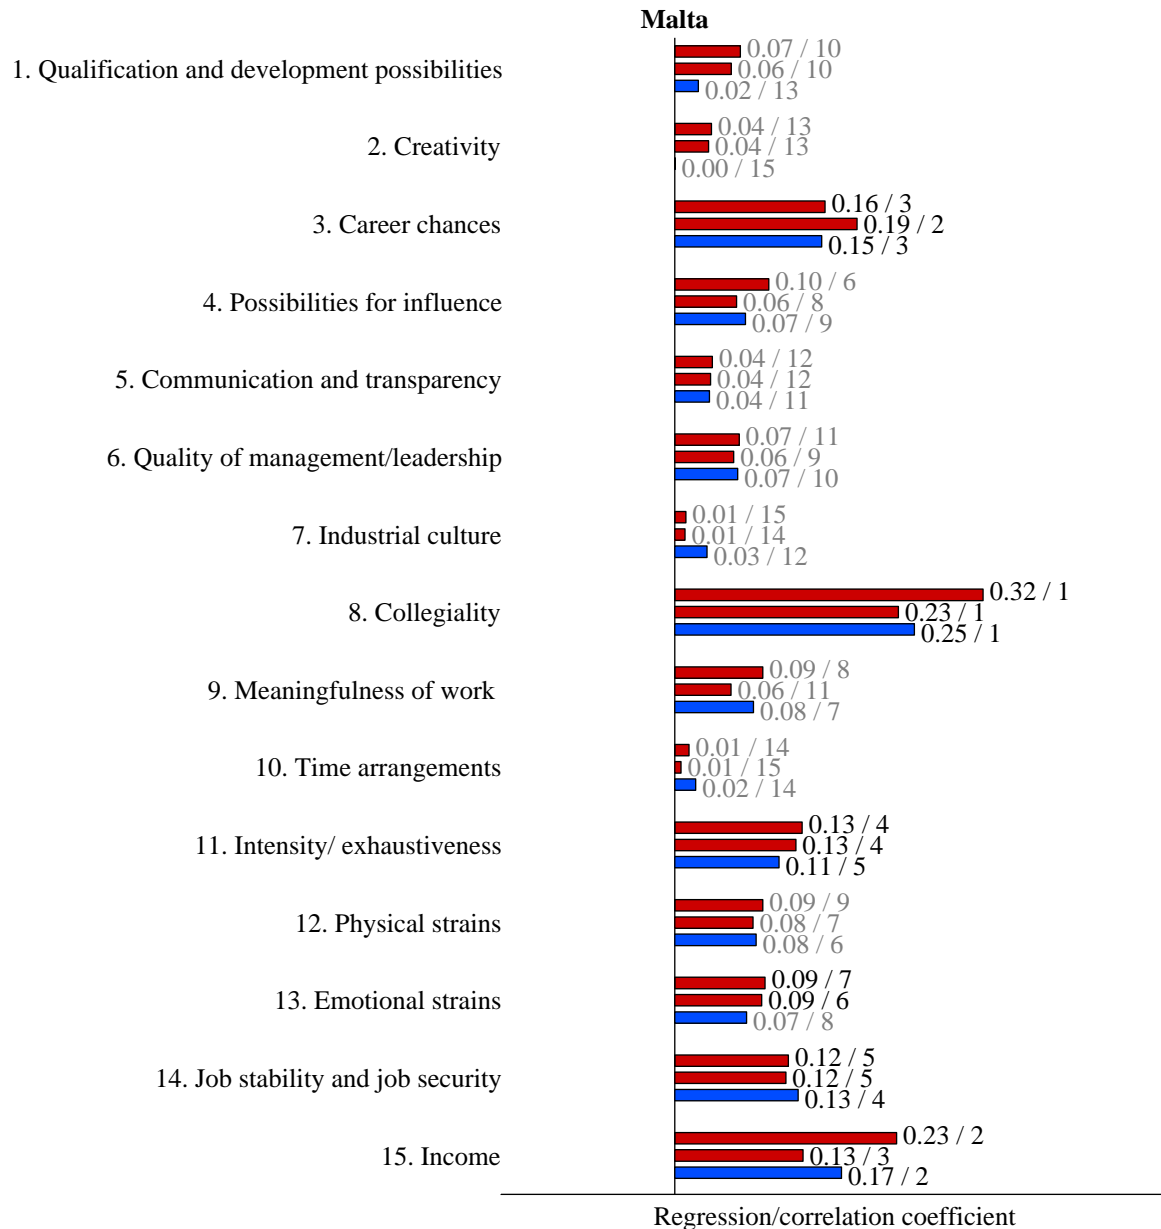 Malta
1. Qualification and development possibilities
0.07 / 10
0.06 / 10
0.02 / 13
2. Creativity
0.04 / 13
0.04 / 13
0.00 / 15
3. Career chances
0.16 / 3
0.19 / 2
0.15 / 3
4. Possibilities for influence
0.10 / 6
0.06 / 8
0.07 / 9
5. Communication and transparency
0.04 / 12
0.04 / 12
0.04 / 11
6. Quality of management/leadership
0.07 / 11
0.06 / 9
0.07 / 10
7. Industrial culture
0.01 / 15
0.01 / 14
0.03 / 12
8. Collegiality
0.32 / 1
0.23 / 1
0.25 / 1
9. Meaningfulness of work
0.09 / 8
0.06 / 11
0.08 / 7
10. Time arrangements
0.01 / 14
0.01 / 15
0.02 / 14
11. Intensity/ exhaustiveness
0.13 / 4
0.13 / 4
0.11 / 5
12. Physical strains
0.09 / 9
0.08 / 7
0.08 / 6
13. Emotional strains
0.09 / 7
0.09 / 6
0.07 / 8
14. Job stability and job security
0.12 / 5
0.12 / 5
0.13 / 4
15. Income
0.23 / 2
0.13 / 3
0.17 / 2
Regression/correlation coefficient